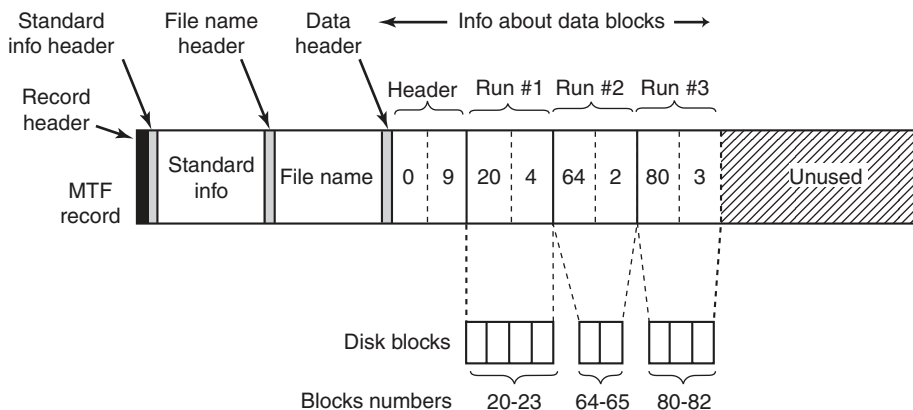 Standard
info header
File name
header
Data
header
Info about data blocks
Record
header
Header
Run #1
Run #2
Run #3
MTF
record
Standard
info
File name
0 9 20 4 64 2 80 3
Unused
Disk blocks
Blocks numbers
20-23
64-65
80-82